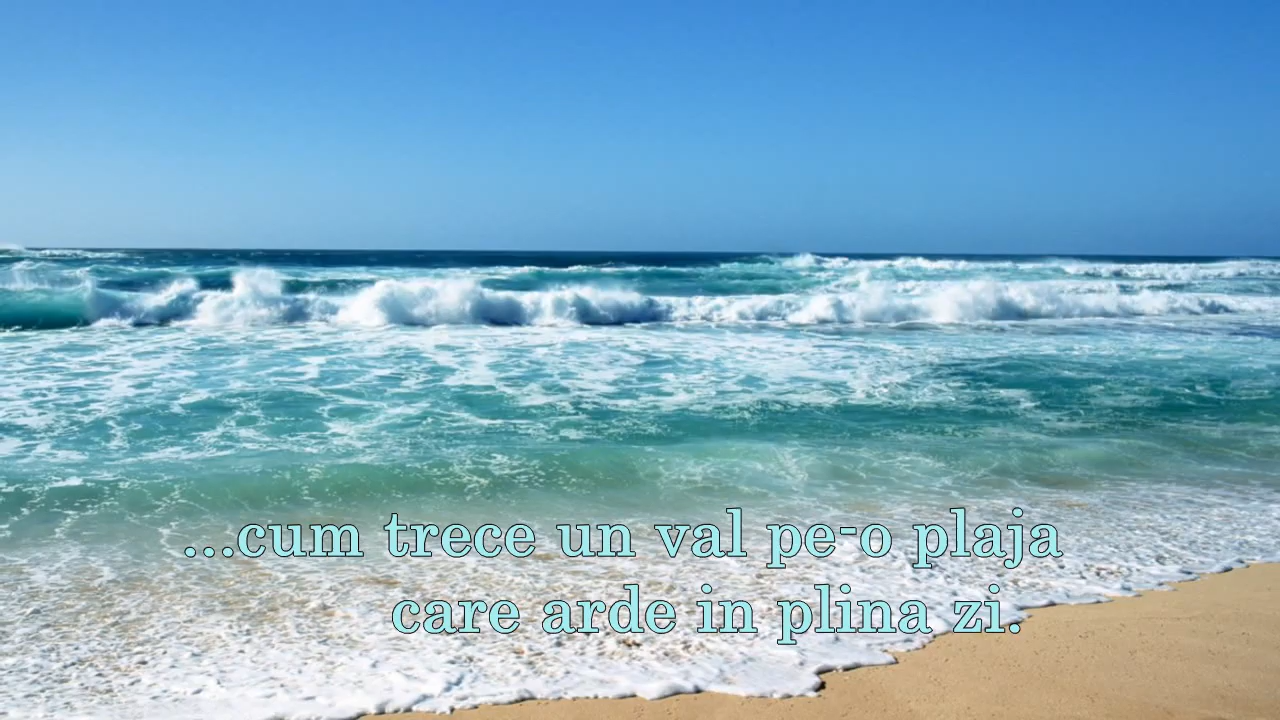 ...cum trece un val pe-o plaja
care arde in plina zi.